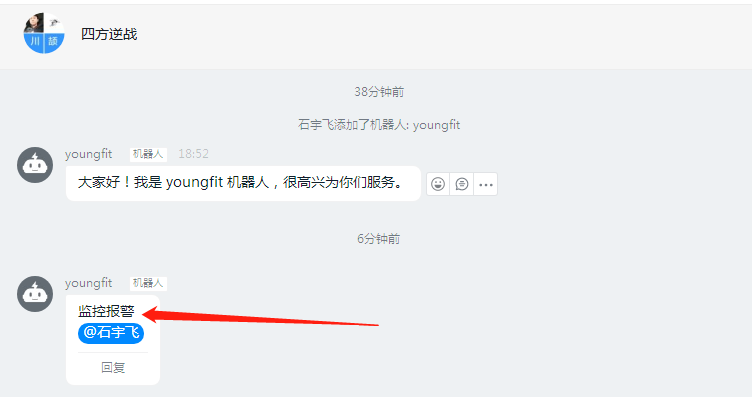 川 颉
四方逆战
38分钟前
石宇飞添加了机器人: youngfit
youngfit 机器人 18:52
大家好！我是 youngfit 机器人，很高兴为你们服务。
6分钟前
youngfit 机器人
监控报警
@石宇飞
回复